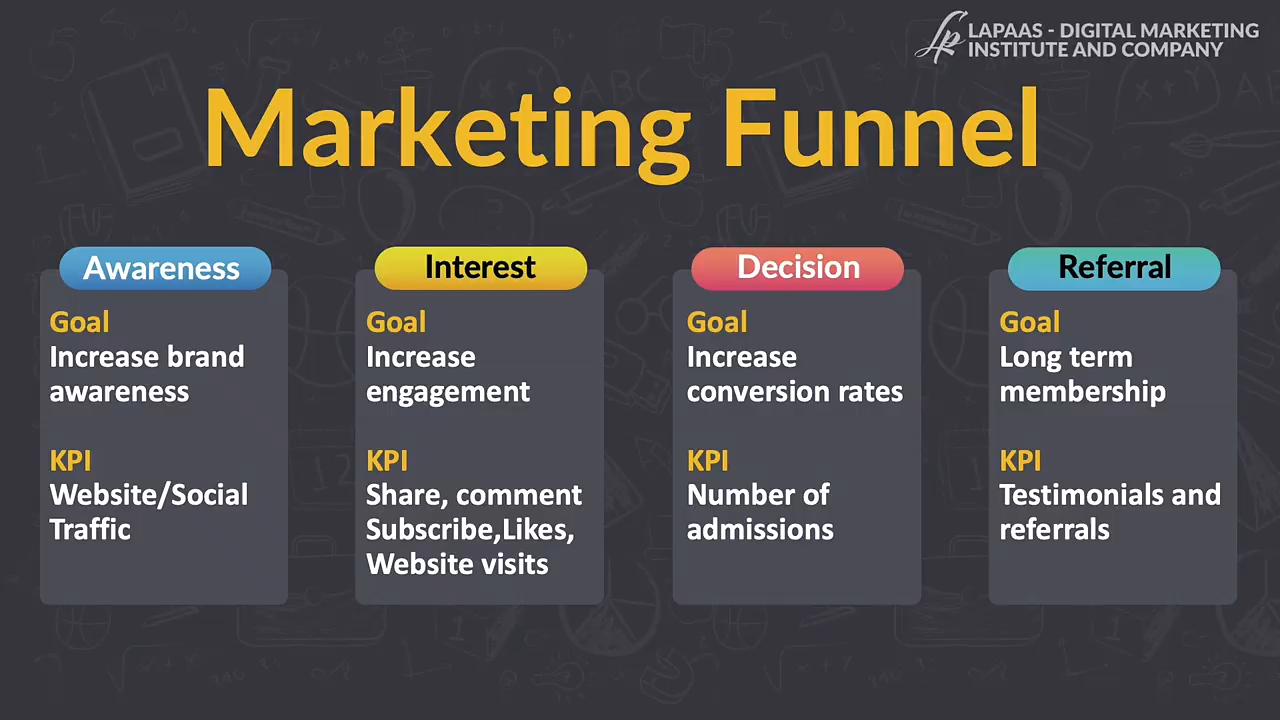 LAPAAS - DIGITAL MARKETING
INSTITUTE AND COMPANY
Marketing Funnel
Awareness
Goal
Increase brand
awareness
KPI
Website/Social
Traffic
Interest
Goal
Increase
engagement
KPI
Share, comment
Subscribe,Likes,
Website visits
Decision
Goal
Increase
conversion rates
KPI
Number of
admissions
Referral
Goal
Long term
membership
KPI
Testimonials and
referrals